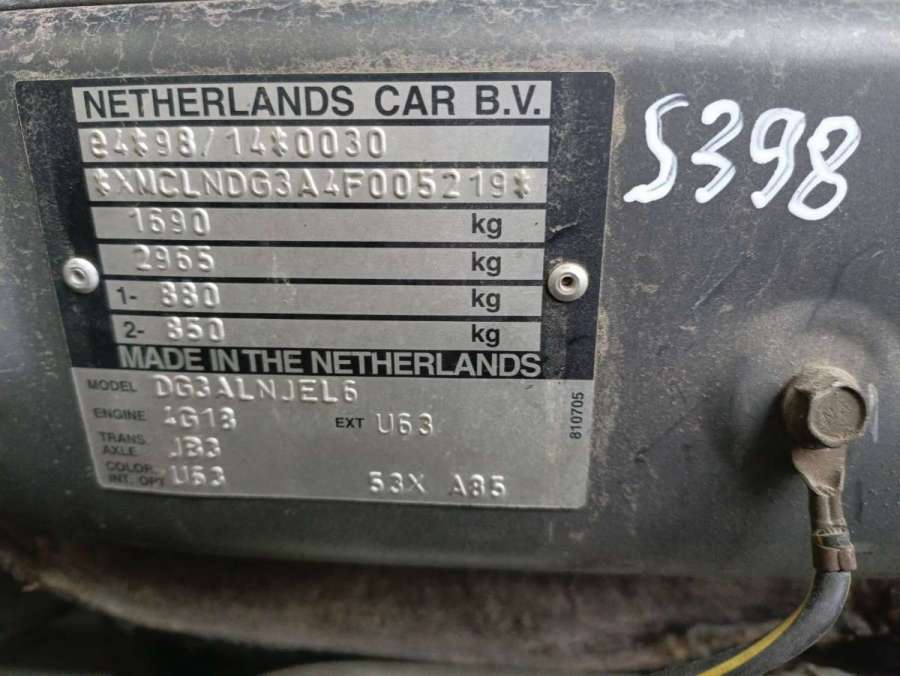 NETHERLANDS CAR B.V.
e4*98/14*0030
*XMCLNDG3A4F005219*
1690 kg
2965 kg
1- 880 kg
2- 850 kg
MADE IN THE NETHERLANDS
MODEL DG3ALNJEL6
ENGINE 4G18 EXT U63
TRANS. AXLE JB3
COLOR. INT. OPT U63 53X A85
810705
5398